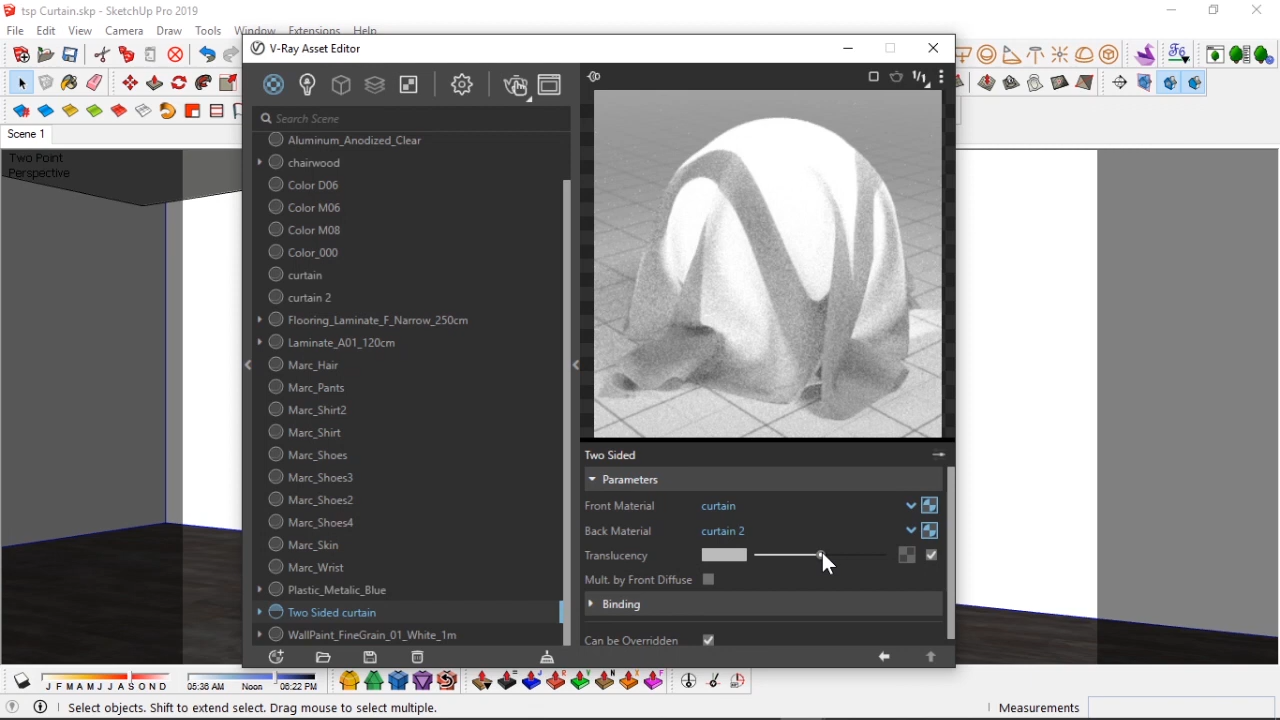 tsp Curtain.skp - SketchUp Pro 2019
File Edit View Camera Draw Tools Window Extensions Help
V-Ray Asset Editor
Search Scene
Scene 1
Two Point
Perspective
Aluminum_Anodized_Clear
chairwood
Color D06
Color M06
Color M08
Color_000
curtain
curtain 2
Flooring_Laminate_F_Narrow_250cm
Laminate_A01_120cm
Marc_Hair
Marc_Pants
Marc_Shirt2
Marc_Shirt
Marc_Shoes
Marc_Shoes3
Marc_Shoes2
Marc_Shoes4
Marc_Skin
Marc_Wrist
Plastic_Metalic_Blue
Two Sided curtain
WallPaint_FineGrain_01_White_1m
1/1
Two Sided
Parameters
Front Material curtain
Back Material curtain 2
Translucency
Mult. by Front Diffuse
Binding
Can be Overridden
J F M A M J J A S O N D 05:36 AM Noon 06:22 PM
Select objects. Shift to extend select. Drag mouse to select multiple.
Measurements